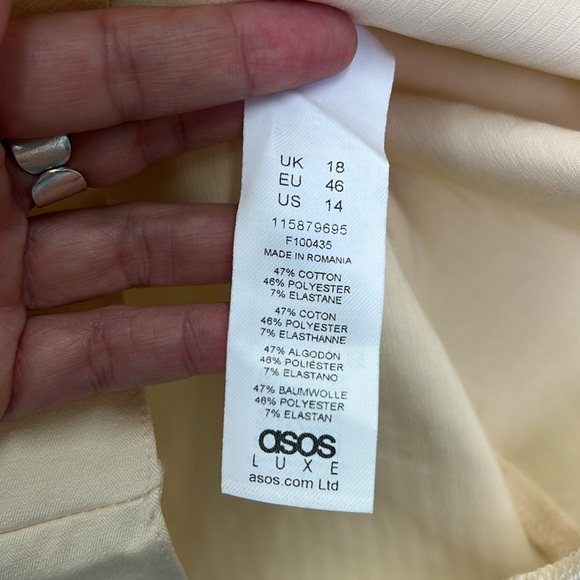 UK 18
EU 46
US 14
115879695
F100435
MADE IN ROMANIA
47% COTTON
46% POLYESTER
7% ELASTANE
47% COTON
46% POLYESTER
7% ELASTHANNE
47% ALGODÓN
46% POLIÉSTER
7% ELASTANO
47% BAUMWOLLE
46% POLYESTER
7% ELASTAN
asos
LUXE
asos.com Ltd